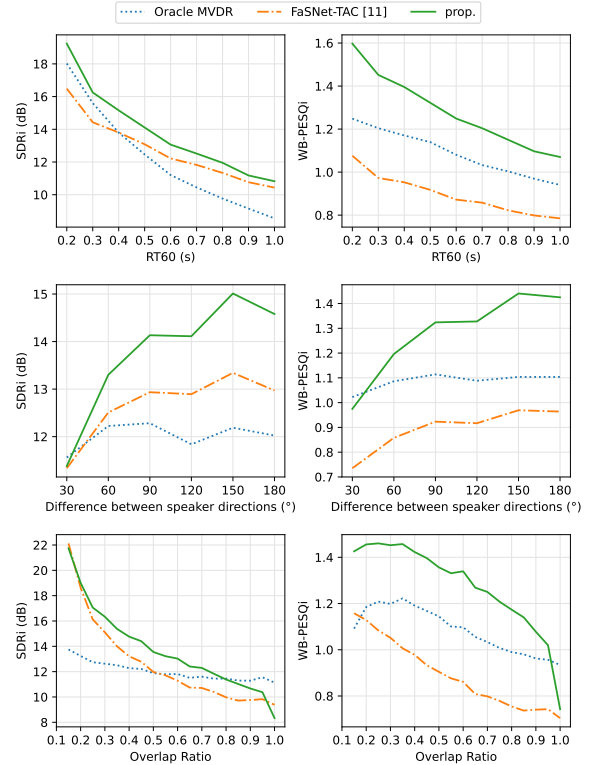 Oracle MVDR FaSNet-TAC [11] prop.
SDRi (dB)
18
16
14
12
10
0.2 0.3 0.4 0.5 0.6 0.7 0.8 0.9 1.0
RT60 (s)
WB-PESQi
1.6
1.4
1.2
1.0
0.8
0.2 0.3 0.4 0.5 0.6 0.7 0.8 0.9 1.0
RT60 (s)
SDRi (dB)
15
14
13
12
30 60 90 120 150 180
Difference between speaker directions (°)
WB-PESQi
1.4
1.3
1.2
1.1
1.0
0.9
0.8
0.7
30 60 90 120 150 180
Difference between speaker directions (°)
SDRi (dB)
22
20
18
16
14
12
10
8
0.1 0.2 0.3 0.4 0.5 0.6 0.7 0.8 0.9 1.0
Overlap Ratio
WB-PESQi
1.4
1.2
1.0
0.8
0.1 0.2 0.3 0.4 0.5 0.6 0.7 0.8 0.9 1.0
Overlap Ratio